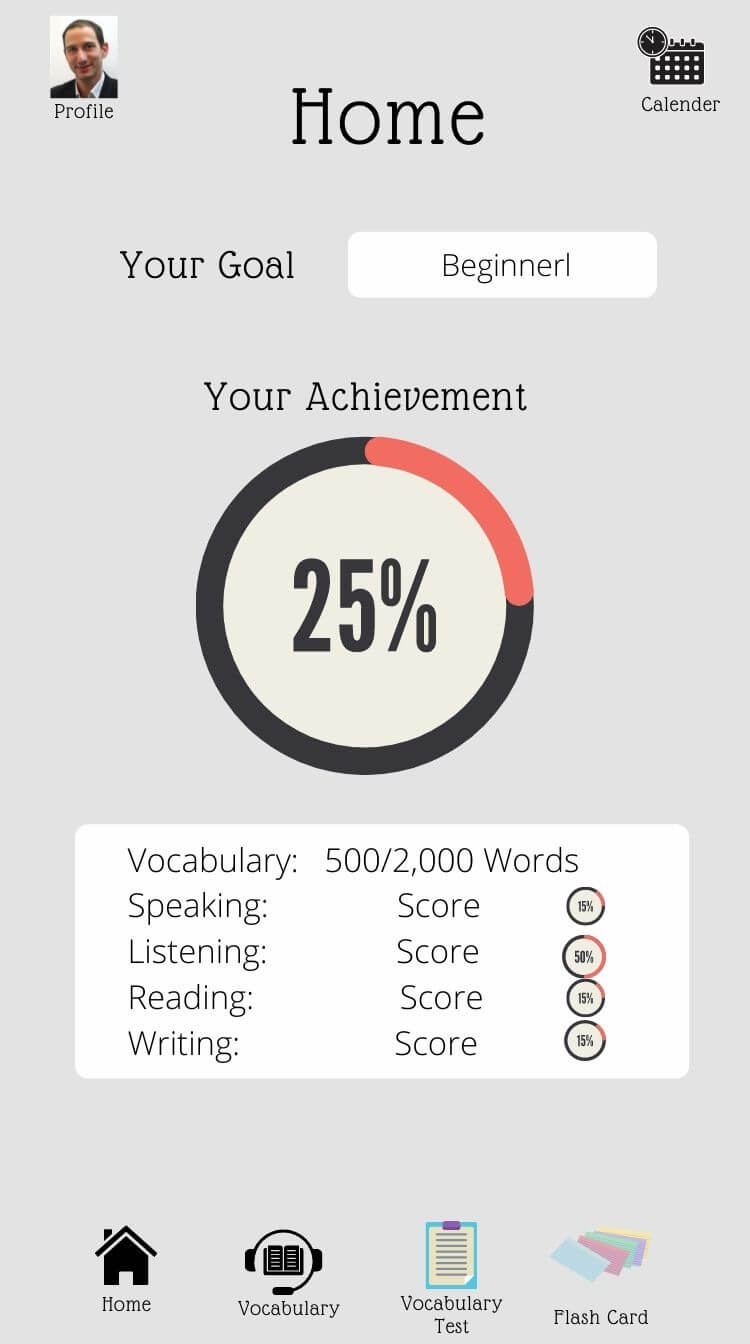 Profile
Calender
Home
Your Goal
Beginnerl
Your Achievement
25%
Vocabulary: 500/2,000 Words
Speaking: Score 15%
Listening: Score 50%
Reading: Score 15%
Writing: Score 15%
Home
Vocabulary
Vocabulary
Test
Flash Card